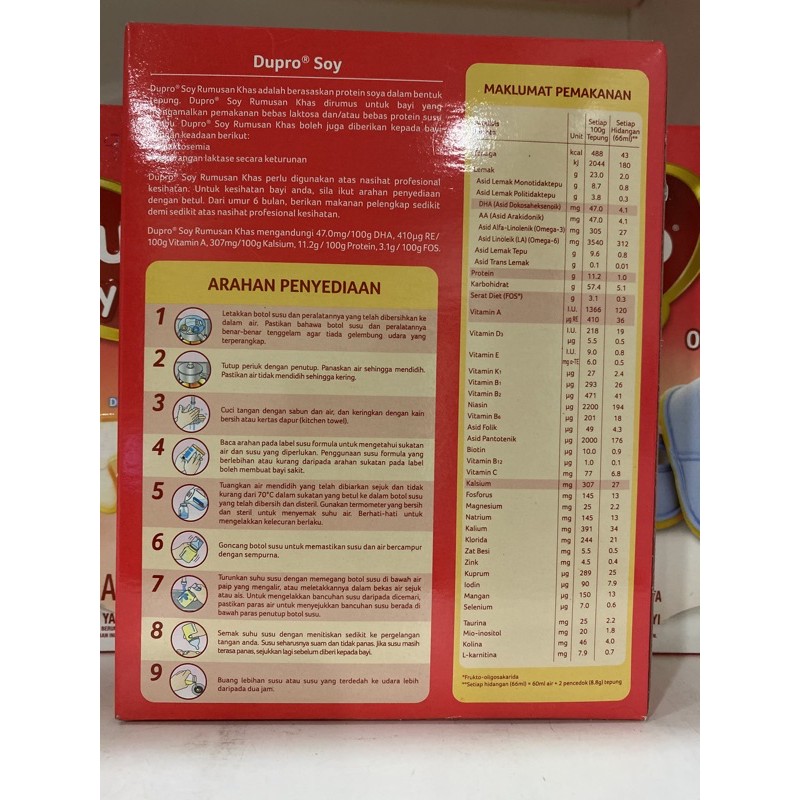 Dupro® Soy
Dupro® Soy Rumusan Khas adalah berasaskan protein soya dalam bentuk
tepung. Dupro® Soy Rumusan Khas dirumus untuk bayi yang
mengamalkan pemakanan bebas laktosa dan/atau bebas protein susu
Dupro® Soy Rumusan Khas boleh juga diberikan kepada bayi
keadaan berikut:
secara keturunan
Dupro® Soy Rumusan Khas perlu digunakan atas nasihat profesional
kesihatan. Untuk kesihatan bayi anda, sila ikut arahan penyediaan
dengan betul. Dari umur 6 bulan, berikan makanan pelengkap sedikit
demi sedikit atas nasihat profesional kesihatan.
Dupro® Soy Rumusan Khas mengandungi 47.0mg/100g DHA, 410µg RE/
100g Vitamin A, 307mg/100g Kalsium, 11.2g / 100g Protein, 3.1g / 100g FOS.
ARAHAN PENYEDIAAN
1 Letakkan botol susu dan peralatannya yang telah dibersihkan ke
dalam air. Pastikan bahawa botol susu dan peralatannya
benar-benar tenggelam agar tiada gelembung udara yang
terperangkap.
2 Tutup periuk dengan penutup. Panaskan air sehingga mendidih.
Pastikan air tidak mendidih sehingga kering.
3 Cuci tangan dengan sabun dan air, dan keringkan dengan kain
bersih atau kertas dapur (kitchen towel).
4 Baca arahan pada label susu formula untuk mengetahui sukatan
air dan susu yang diperlukan. Penggunaan susu formula yang
berlebihan atau kurang daripada arahan sukatan pada label
boleh membuat bayi sakit.
5 Tuangkan air mendidih yang telah dibiarkan sejuk dan tidak
kurang dari 70°C dalam sukatan yang betul ke dalam botol susu
yang telah dibersih dan disteril. Gunakan termometer yang bersih
dan steril untuk menyemak suhu air. Berhati-hati untuk
mengelakkan kelecuran berlaku.
6 Goncang botol susu untuk memastikan susu dan air bercampur
dengan sempurna.
7 Turunkan suhu susu dengan memegang botol susu di bawah air
paip yang mengalir, atau meletakkannya dalam bekas air sejuk
atau ais. Untuk mengelakkan bancuhan susu daripada dicemari,
pastikan paras air untuk menyejukkan bancuhan susu berada di
bawah paras penutup botol susu.
8 Semak suhu susu dengan menitiskan sedikit ke pergelangan
tangan anda. Susu seharusnya suam dan tidak panas. Jika susu masih
terasa panas, sejukkan lagi sebelum diberi kepada bayi.
9 Buang lebihan susu atau susu yang terdedah ke udara lebih
daripada dua jam.
MAKLUMAT PEMAKANAN
Unit Setiap 100g Tepung Setiap Hidangan (66ml)**
kcal 488 43
kJ 2044 180
Lemak g 23.0 2.0
Asid Lemak Monotidaktepu g 8.7 0.8
Asid Lemak Politidaktepu g 3.8 0.3
DHA (Asid Dokosaheksenoik) mg 47.0 4.1
AA (Asid Arakidonik) mg 47.0 4.1
Asid Alfa-Linolenik (Omega-3) mg 305 27
Asid Linoleik (LA) (Omega-6) mg 3540 312
Asid Lemak Tepu g 9.6 0.8
Asid Lemak Trans g 0.1 0.01
Protein g 11.2 1.0
Karbohidrat g 57.4 5.1
Serat Diet (FOS*) g 3.1 0.3
Vitamin A I.U. 1366 120
µg RE 410 36
Vitamin D3 I.U. 218 19
µg 5.5 0.5
Vitamin E I.U. 9.0 0.8
mg α-TE 6.0 0.5
Vitamin K1 µg 27 2.4
Vitamin B1 µg 293 26
Vitamin B2 µg 471 41
Niasin µg 2200 194
Vitamin B6 µg 201 18
Asid Folik µg 49 4.3
Asid Pantotenik µg 2000 176
Biotin µg 10.0 0.9
Vitamin B12 µg 1.0 0.1
Vitamin C mg 77 6.8
Kalsium mg 307 27
Fosforus mg 145 13
Magnesium mg 25 2.2
Natrium mg 145 13
Kalium mg 391 34
Klorida mg 244 21
Zat Besi mg 5.5 0.5
Zink mg 4.5 0.4
Kuprum µg 289 25
Iodin µg 90 7.9
Mangan µg 150 13
Selenium µg 7.0 0.6
Taurina mg 25 2.2
Mio-inositol mg 20 1.8
Kolina mg 46 4.0
L-karnitina mg 7.9 0.7
*Frukto-oligosakarida
**Setiap hidangan (66ml) = 60ml air + 2 pencedok (8.8g) tepung